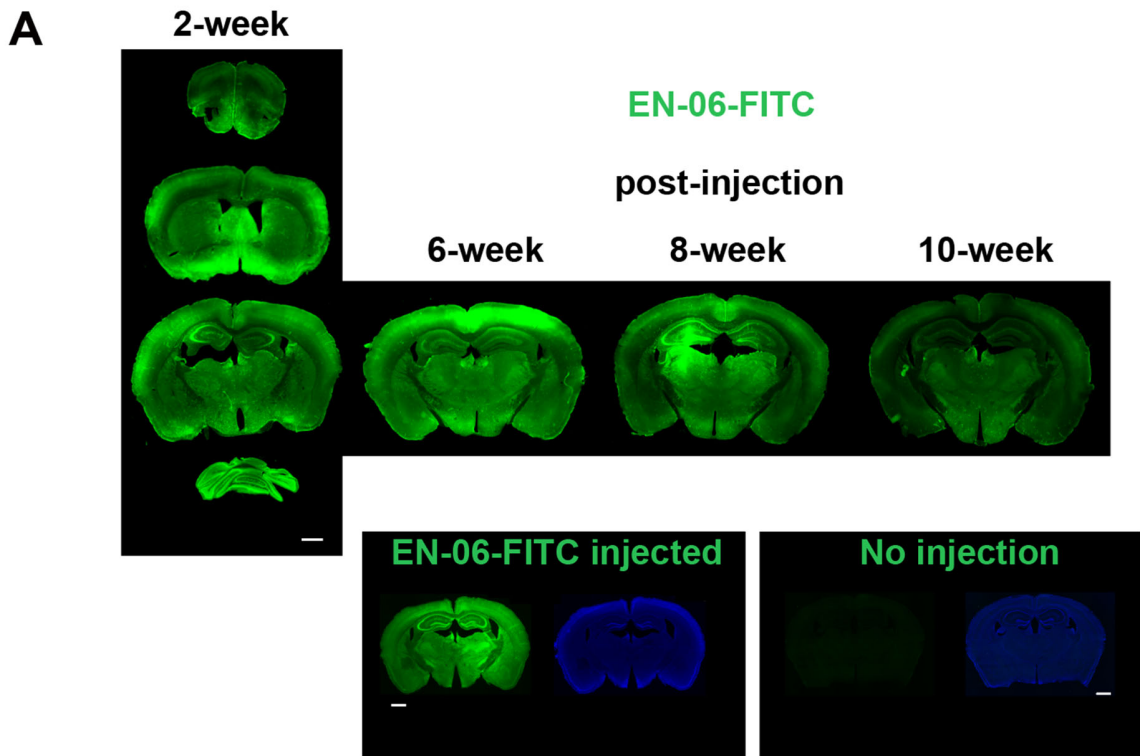 A
2-week
EN-06-FITC
post-injection
6-week
8-week
10-week
EN-06-FITC injected
No injection